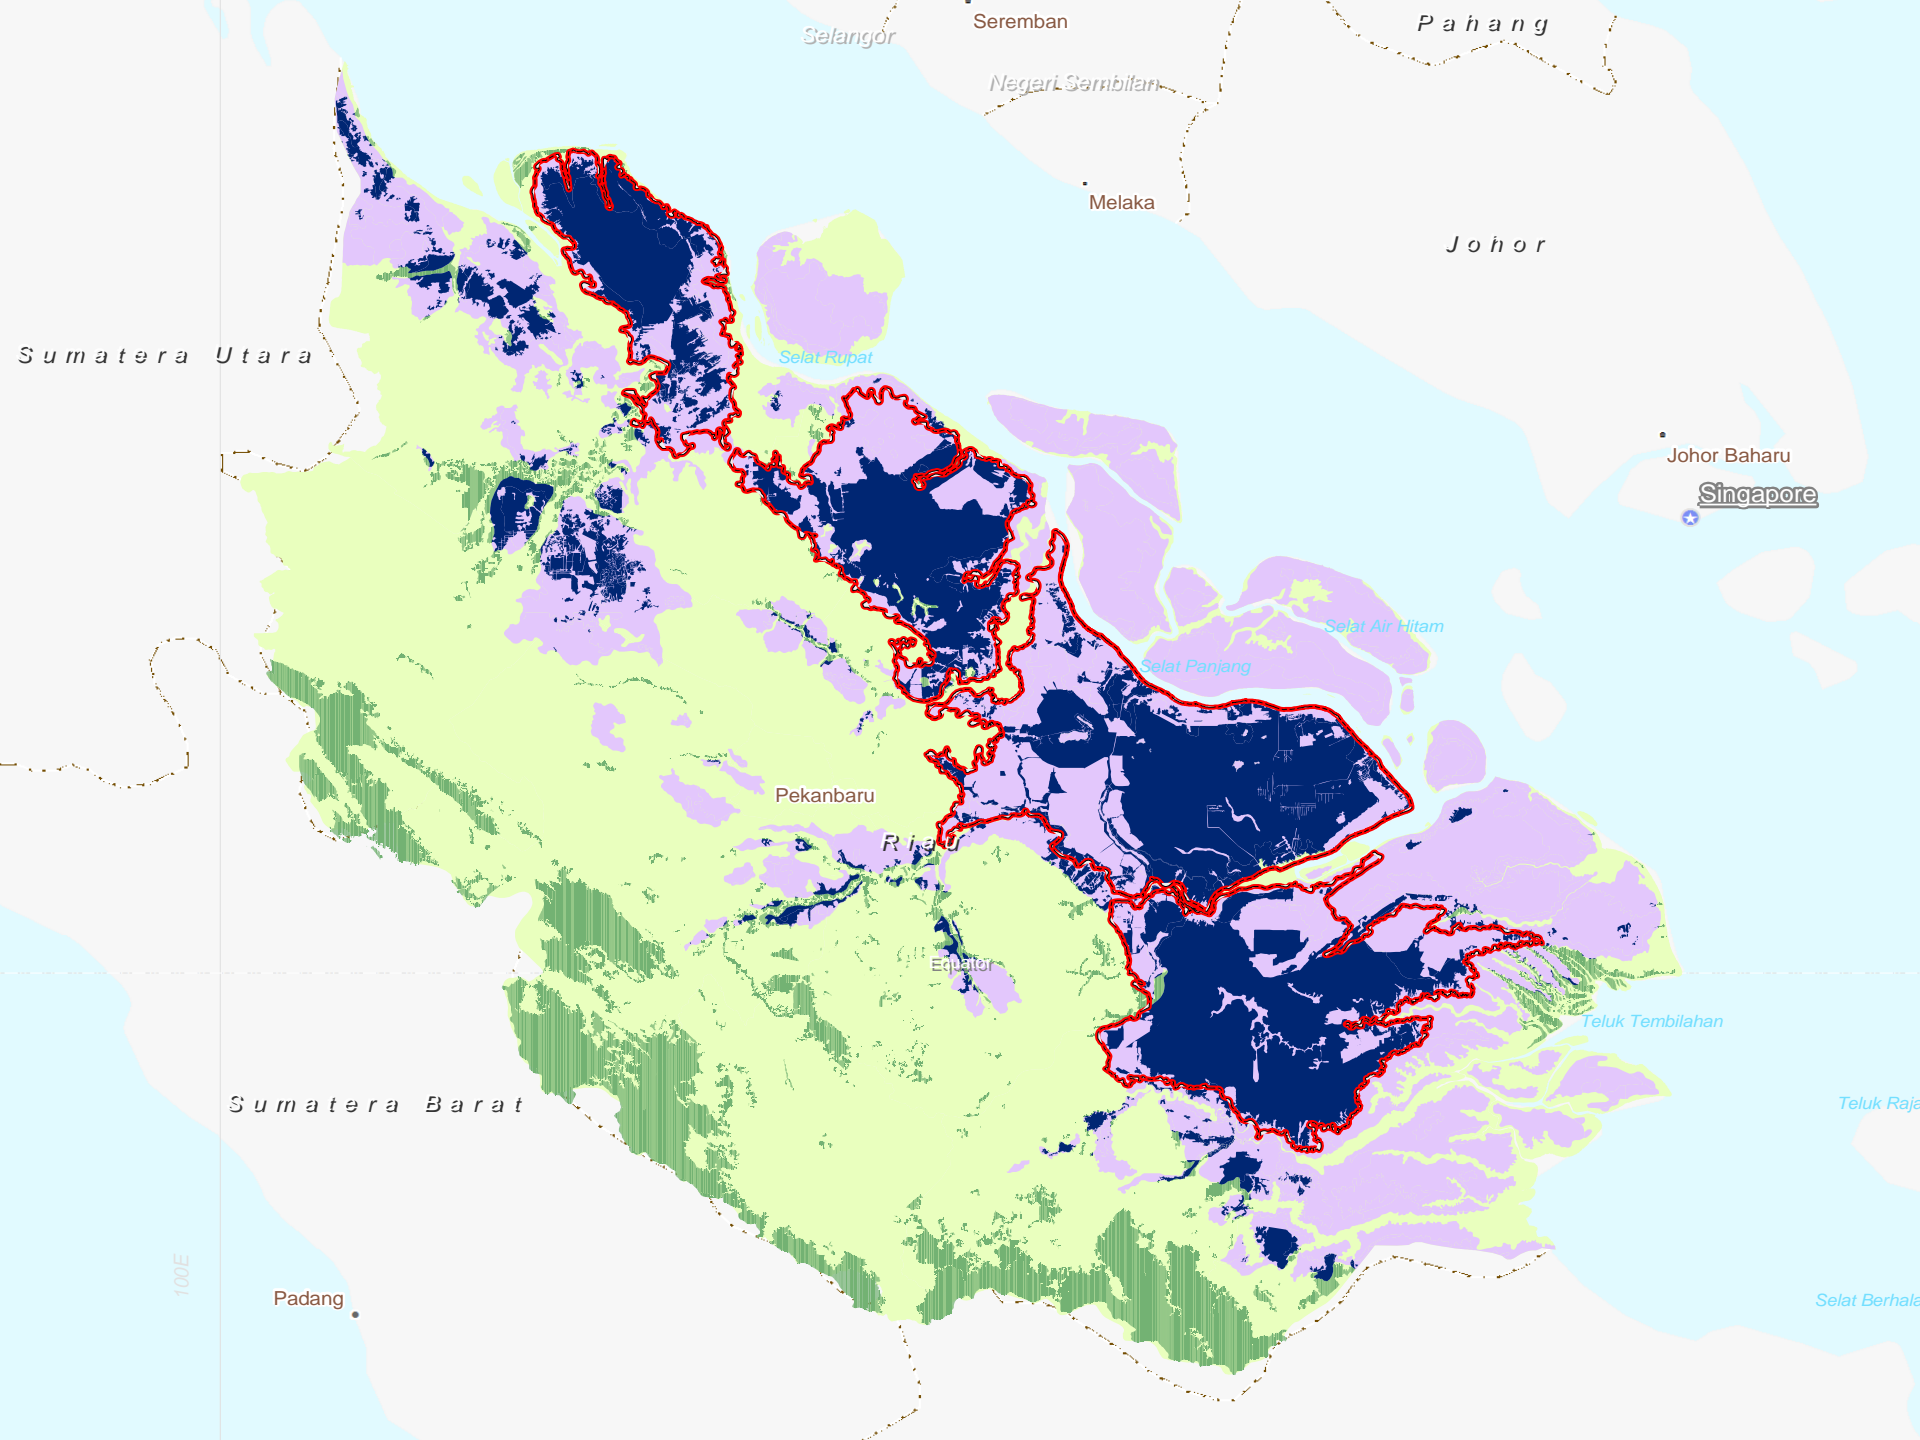 Seremban
Pahang
Selangor
Negeri Sembilan
Melaka
Johor
Sumatera Utara
Selat Rupat
Johor Baharu
Singapore
Selat Air Hitam
Selat Panjang
Pekanbaru
Riau
Equator
Teluk Tembilahan
Sumatera Barat
Teluk Raja
100E
Padang
Selat Berhala